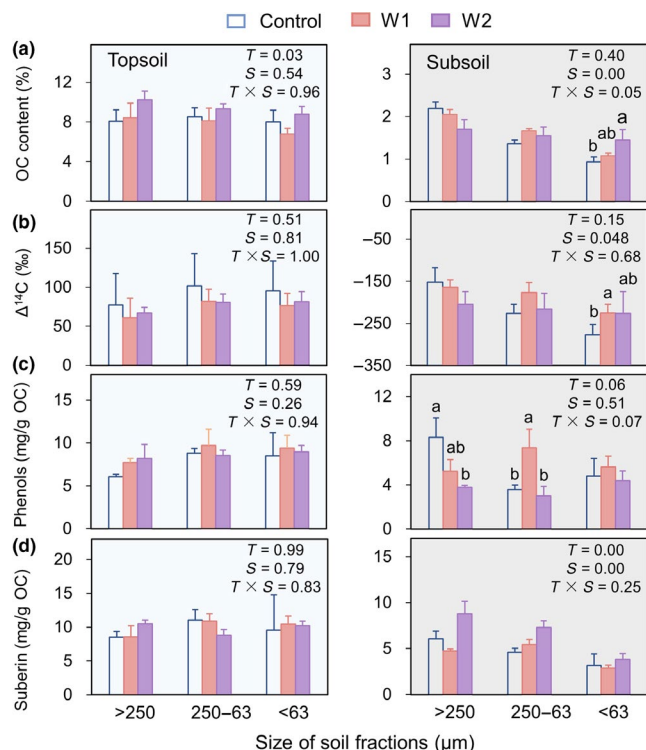 Control W1 W2
(a)
OC content (%)
12
8
4
0
Topsoil
T = 0.03
S = 0.54
T × S = 0.96
3
2
1
0
Subsoil
T = 0.40
S = 0.00
T × S = 0.05
b ab a
(b)
Δ¹⁴C (‰)
150
100
50
0
T = 0.51
S = 0.81
T × S = 1.00
–50
–150
–250
–350
T = 0.15
S = 0.048
T × S = 0.68
b a ab
(c)
Phenols (mg/g OC)
15
10
5
0
T = 0.59
S = 0.26
T × S = 0.94
12
8
4
0
T = 0.06
S = 0.51
T × S = 0.07
a ab b
b a b
(d)
Suberin (mg/g OC)
20
15
10
5
0
T = 0.99
S = 0.79
T × S = 0.83
15
10
5
0
T = 0.00
S = 0.00
T × S = 0.25
>250 250–63 <63
>250 250–63 <63
Size of soil fractions (μm)